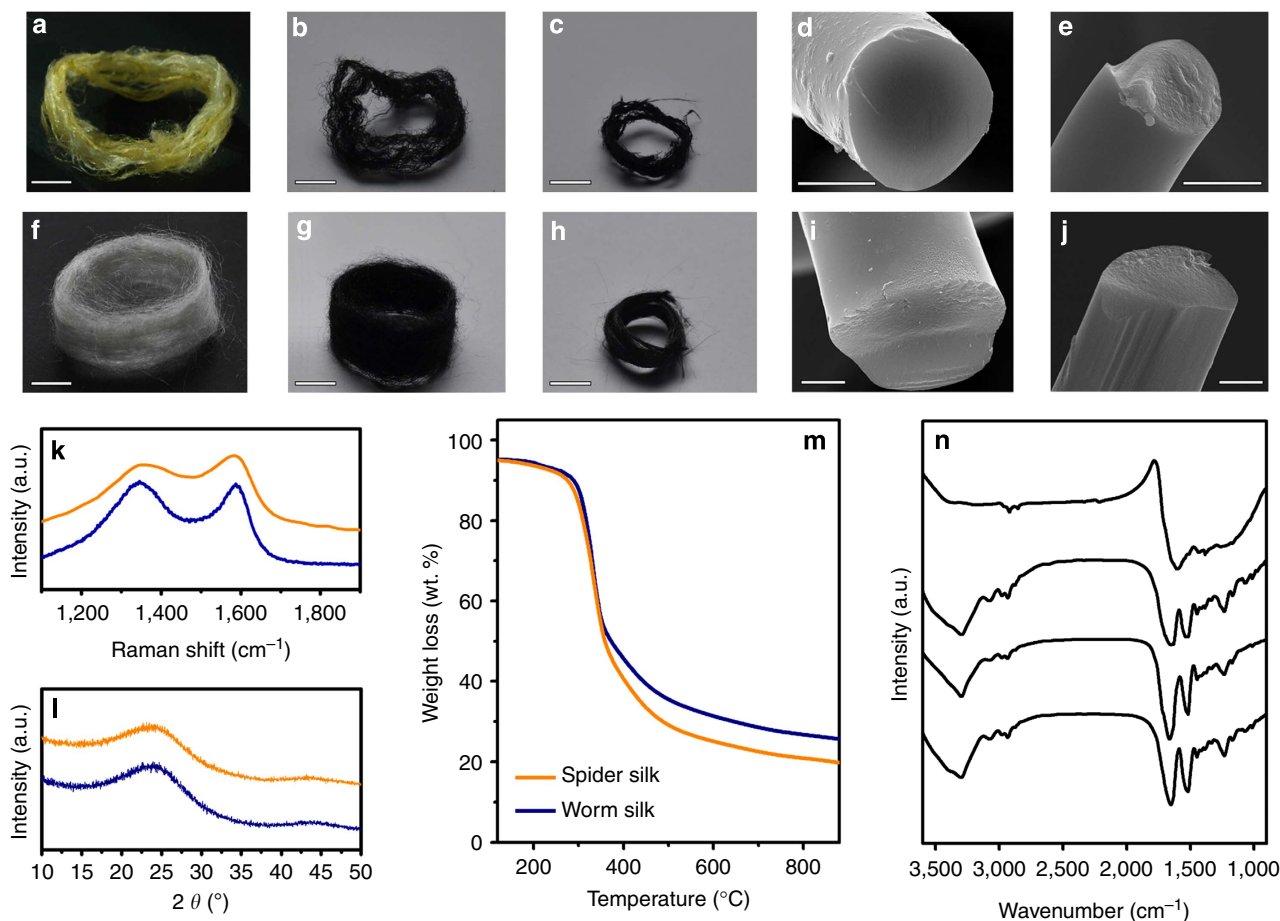 a
b
c
d
e
f
g
h
i
j
k
Intensity (a.u.)
1,200 1,400 1,600 1,800
Raman shift (cm−1)
l
Intensity (a.u.)
10 15 20 25 30 35 40 45 50
2 θ (°)
m
Weight loss (wt. %)
100
80
60
40
20
0
Spider silk
Worm silk
200 400 600 800
Temperature (°C)
n
Intensity (a.u.)
3,500 3,000 2,500 2,000 1,500 1,000
Wavenumber (cm−1)